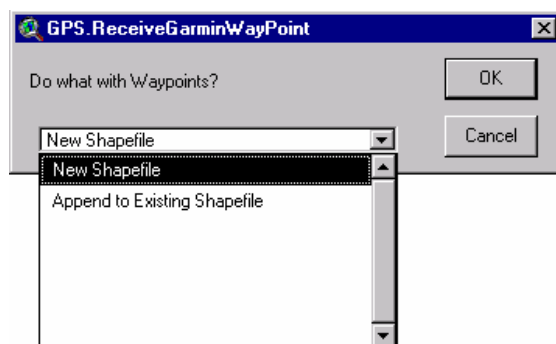 GPS.ReceiveGarminWayPoint
Do what with Waypoints?
OK
New Shapefile
Cancel
New Shapefile
Append to Existing Shapefile